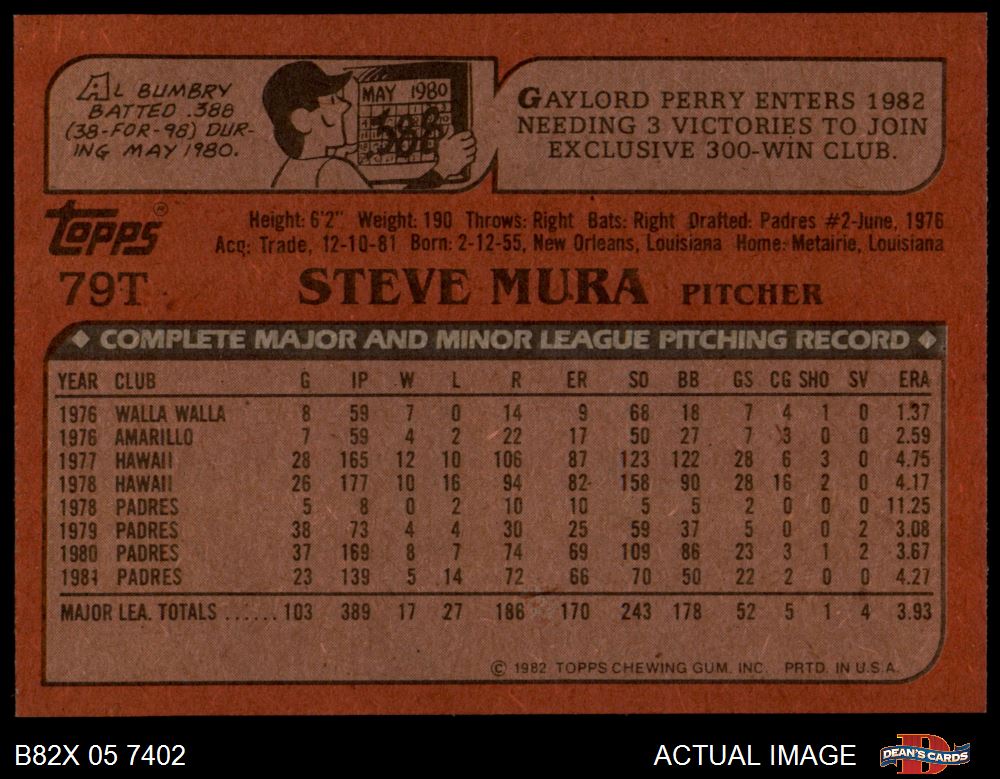 AL BUMBRY
BATTED .388
(38-FOR-98) DUR-
ING MAY 1980.
MAY 1980
.388
GAYLORD PERRY ENTERS 1982
NEEDING 3 VICTORIES TO JOIN
EXCLUSIVE 300-WIN CLUB.
TOPPS®
Height: 6'2" Weight: 190 Throws: Right Bats: Right Drafted: Padres #2-June, 1976
Acq: Trade, 12-10-81 Born: 2-12-55, New Orleans, Louisiana Home: Metairie, Louisiana
79T STEVE MURA PITCHER
COMPLETE MAJOR AND MINOR LEAGUE PITCHING RECORD
YEAR CLUB G IP W L R ER SO BB GS CG SHO SV ERA
1976 WALLA WALLA 8 59 7 0 14 9 68 18 7 4 1 0 1.37
1976 AMARILLO 7 59 4 2 22 17 50 27 7 3 0 0 2.59
1977 HAWAII 28 165 12 10 106 87 123 122 28 6 3 0 4.75
1978 HAWAII 26 177 10 16 94 82 158 90 28 16 2 0 4.17
1978 PADRES 5 8 0 2 10 10 5 5 2 0 0 0 11.25
1979 PADRES 38 73 4 4 30 25 59 37 5 0 0 2 3.08
1980 PADRES 37 169 8 7 74 69 109 86 23 3 1 2 3.67
1981 PADRES 23 139 5 14 72 66 70 50 22 2 0 0 4.27
MAJOR LEA. TOTALS ...... 103 389 17 27 186 170 243 178 52 5 1 4 3.93
© 1982 TOPPS CHEWING GUM, INC. PRTD. IN U.S.A.
B82X 05 7402
ACTUAL IMAGE
D
DEAN'S CARDS